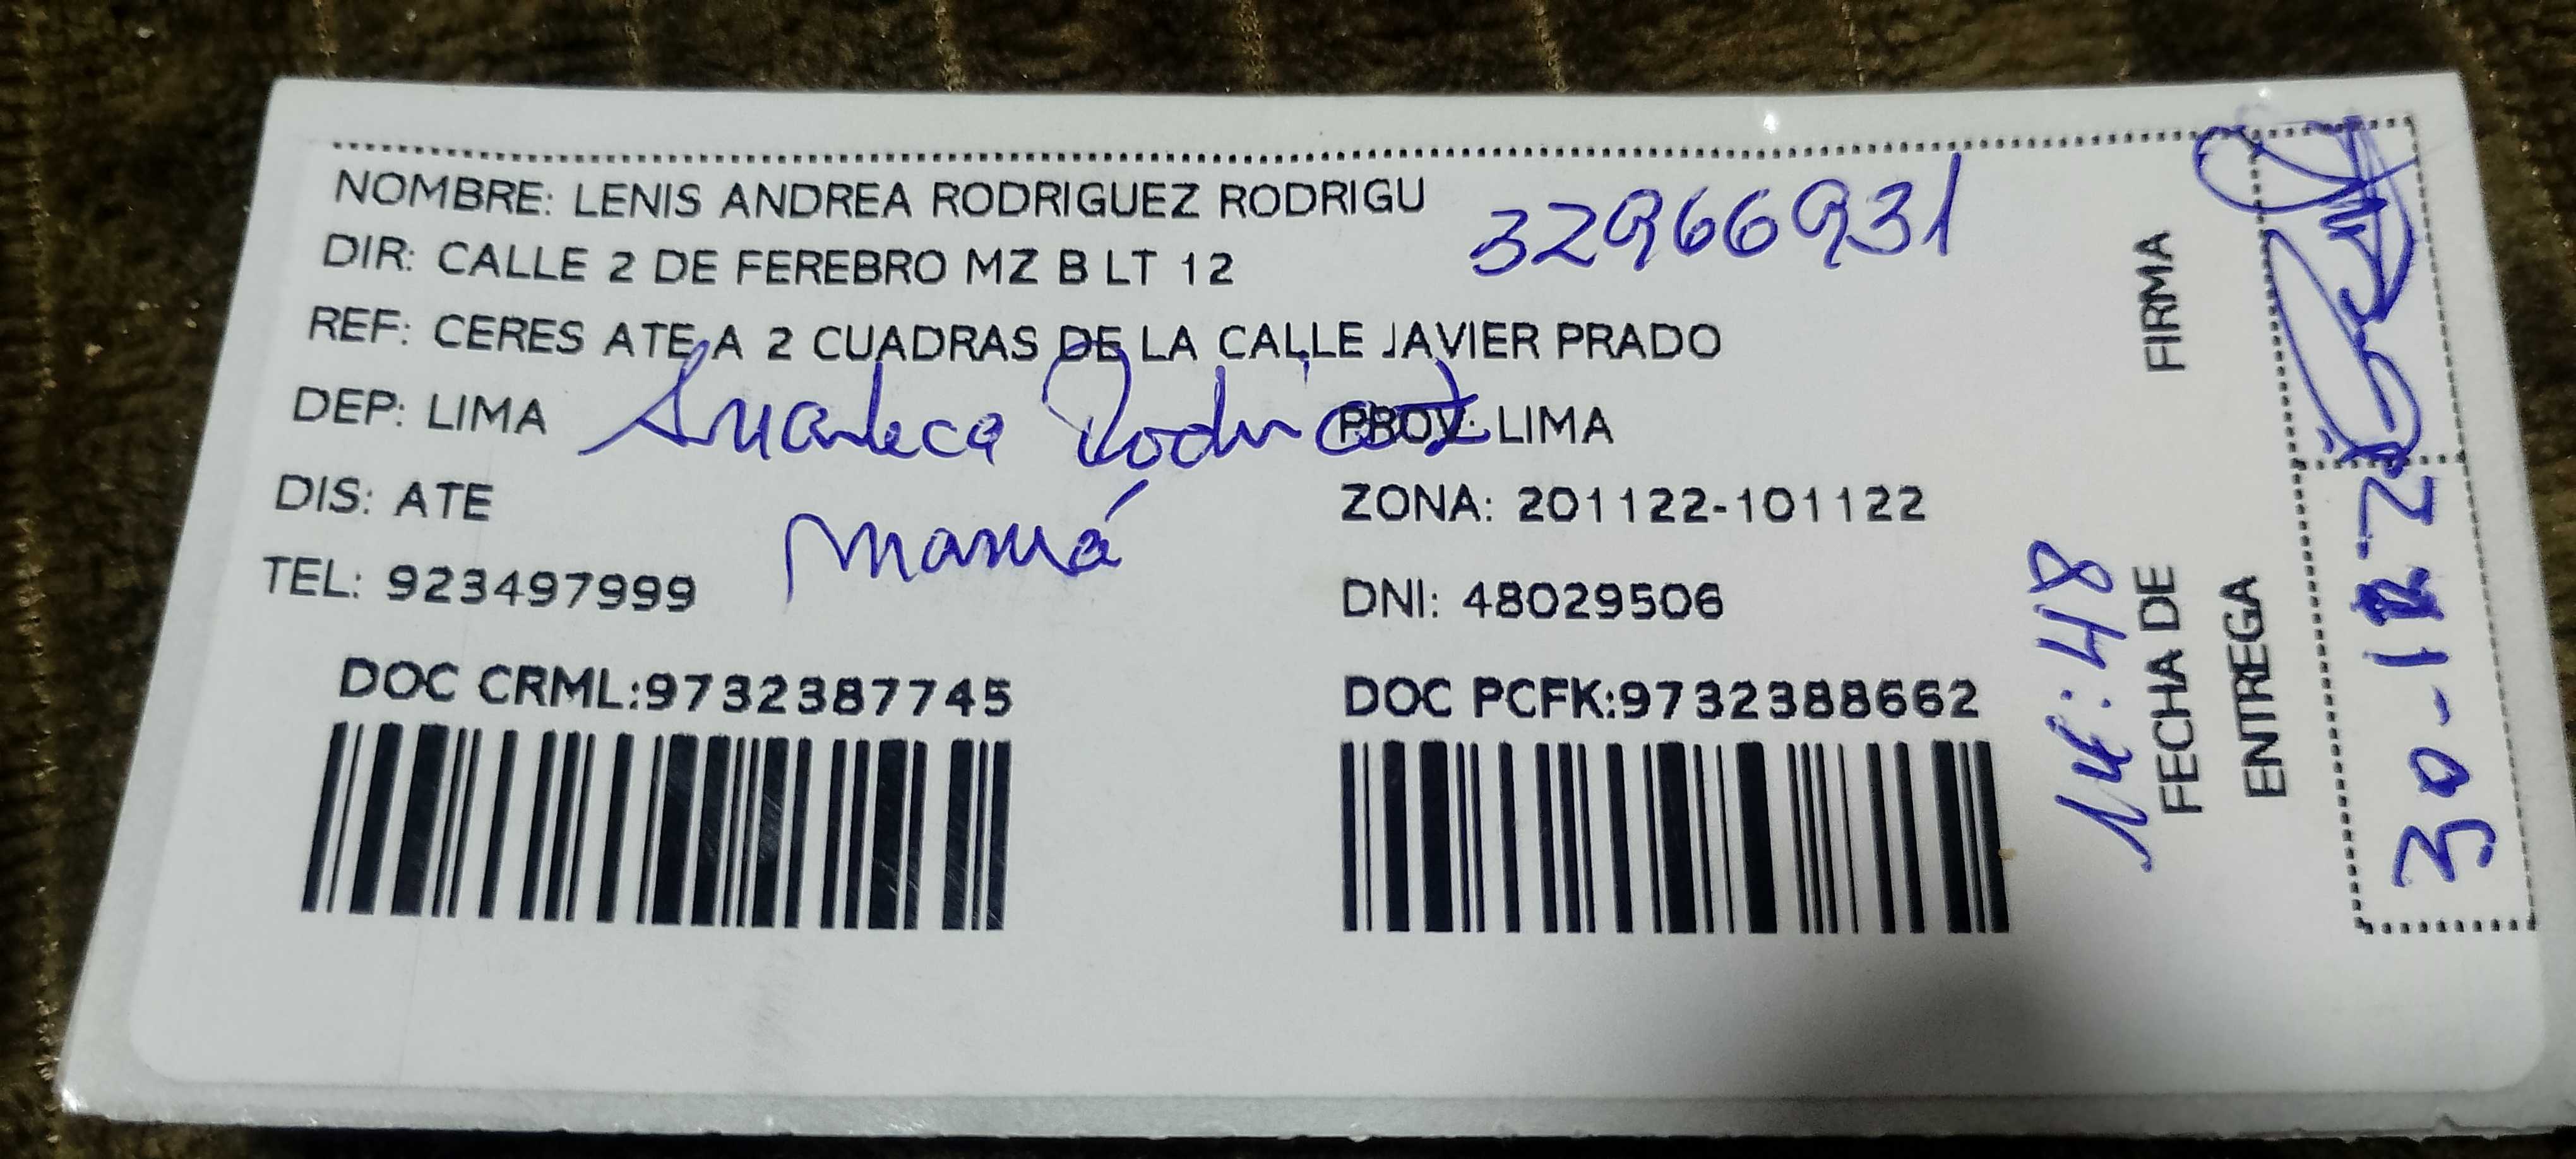 NOMBRE: LENIS ANDREA RODRIGUEZ RODRIGU
32966931
DIR: CALLE 2 DE FEREBRO MZ B LT 12
REF: CERES ATE A 2 CUADRAS DE LA CALLE JAVIER PRADO
DEP: LIMA
PROV: LIMA
DIS: ATE
mamá
ZONA: 201122-101122
TEL: 923497999
DNI: 48029506
DOC CRML:9732387745
DOC PCFK:9732388662
FIRMA
FECHA DE
ENTREGA